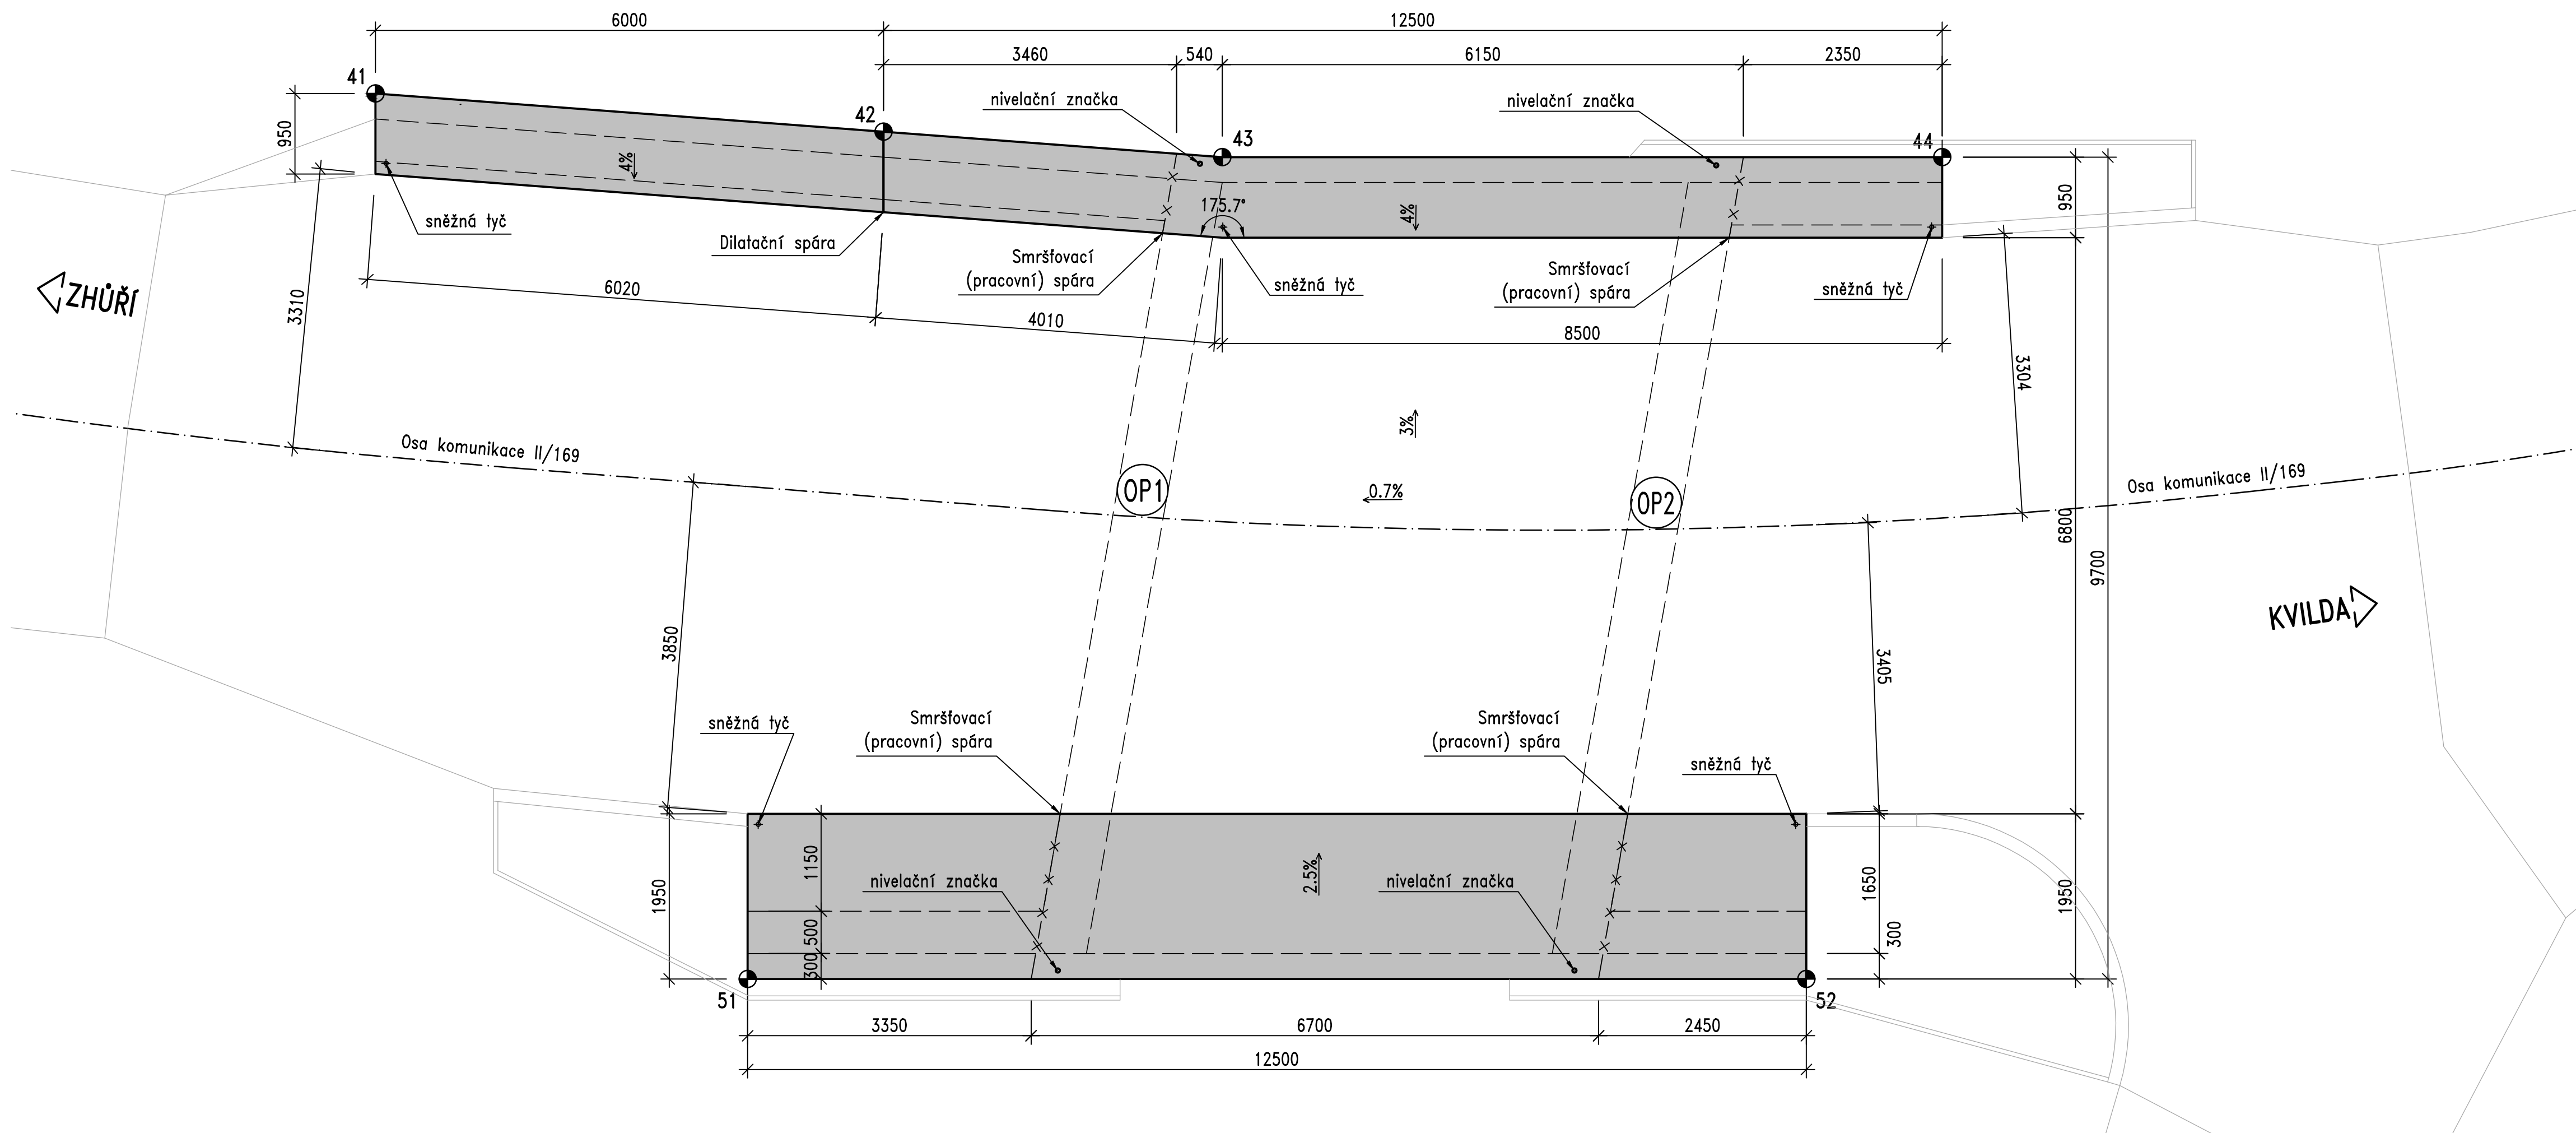 6000
12500
3460
540
6150
2350
41
42
43
44
950
nivelační značka
nivelační značka
4%
4%
175.7°
950
sněžná tyč
Dilatační spára
Smršťovací
(pracovní) spára
sněžná tyč
Smršťovací
(pracovní) spára
sněžná tyč
ZHŮŘÍ
3310
6020
4010
8500
3304
3%
Osa komunikace II/169
OP1
0.7%
OP2
Osa komunikace II/169
6800
9700
KVILDA
3850
3405
sněžná tyč
Smršťovací
(pracovní) spára
Smršťovací
(pracovní) spára
sněžná tyč
1950
1150
500
300
nivelační značka
2.5%
nivelační značka
1650
300
1950
51
52
3350
6700
2450
12500